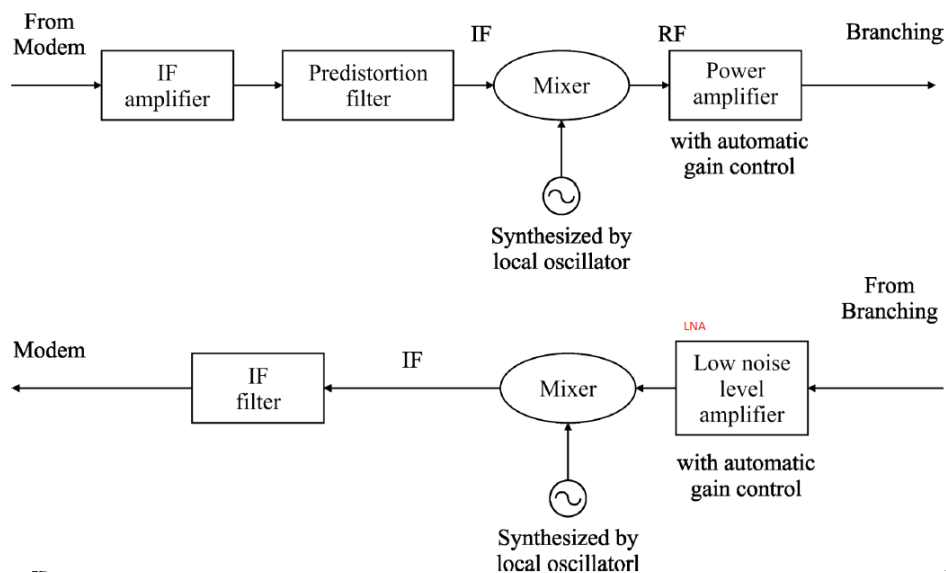 From
Modem
IF
RF
Branching
IF
amplifier
Predistortion
filter
Mixer
Power
amplifier
with automatic
gain control
Synthesized by
local oscillator
From
Branching
LNA
Modem
IF
filter
IF
Mixer
Low noise
level
amplifier
with automatic
gain control
Synthesized by
local oscillatorl